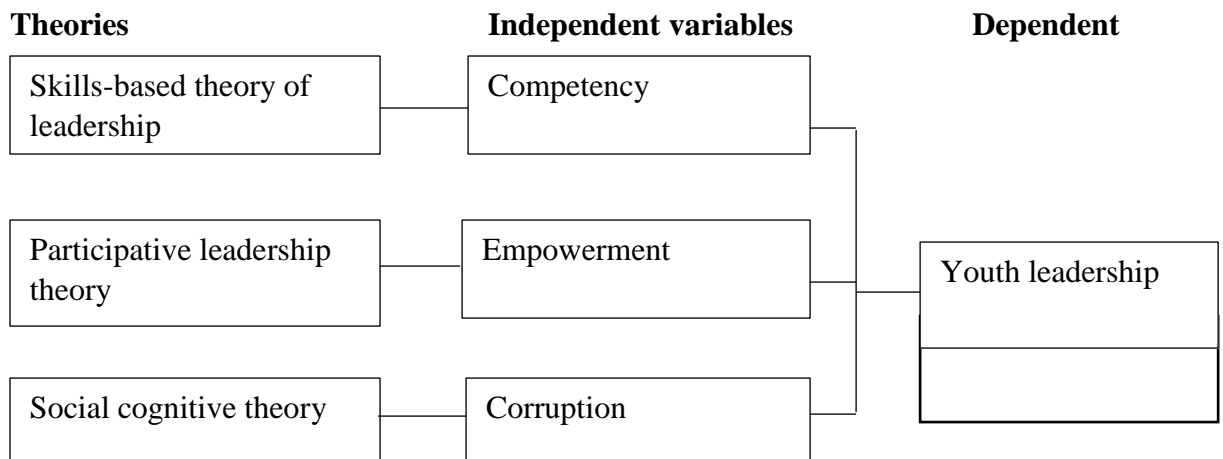 Theories Independent variables Dependent
Skills-based theory of Competency
leadership
Participative leadership Empowerment Youth leadership
theory
Social cognitive theory Corruption